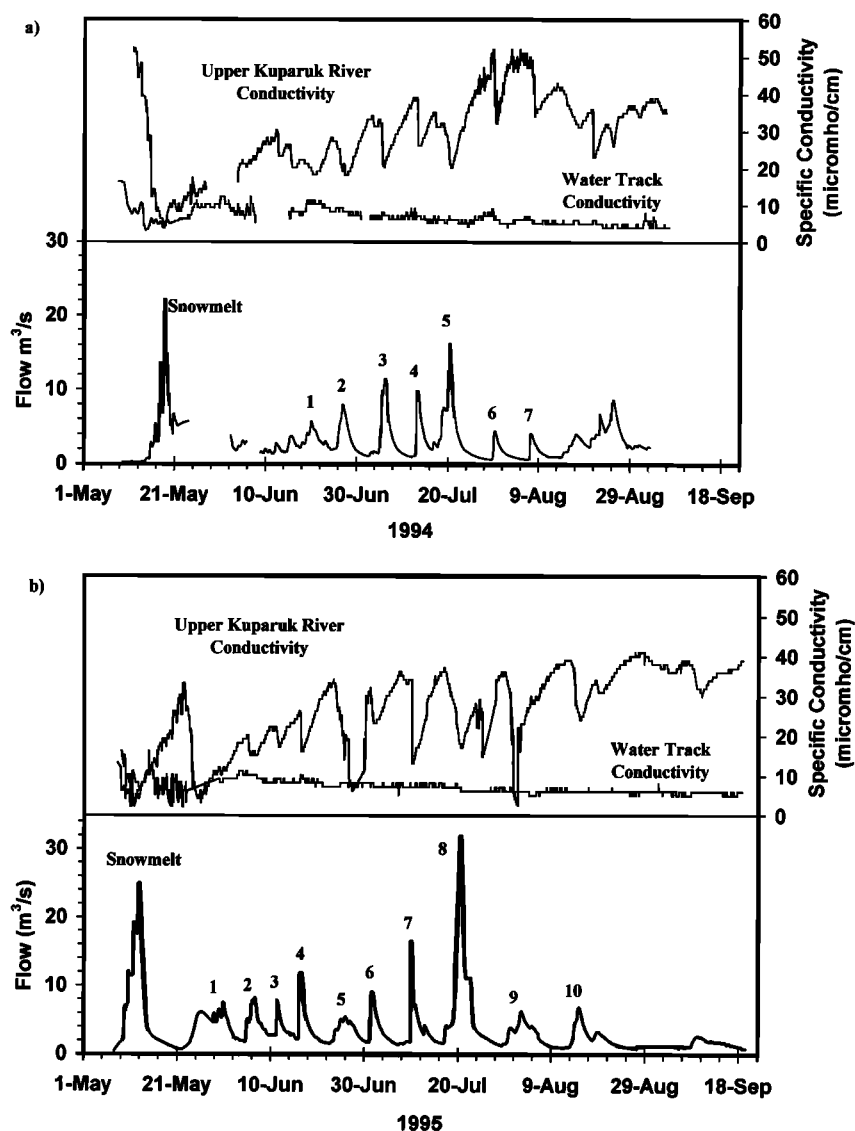 a)
60
50
40
30
20
10
0
Specific Conductivity
(micromho/cm)
Upper Kuparuk River
Conductivity
Water Track
Conductivity
30
20
10
0
Flow m³/s
Snowmelt
1
2
3
4
5
6
7
1-May 21-May 10-Jun 30-Jun 20-Jul 9-Aug 29-Aug 18-Sep
1994
b)
60
50
40
30
20
10
0
Specific Conductivity
(micromho/cm)
Upper Kuparuk River
Conductivity
Water Track
Conductivity
30
20
10
0
Flow (m³/s)
Snowmelt
1
2
3
4
5
6
7
8
9
10
1-May 21-May 10-Jun 30-Jun 20-Jul 9-Aug 29-Aug 18-Sep
1995